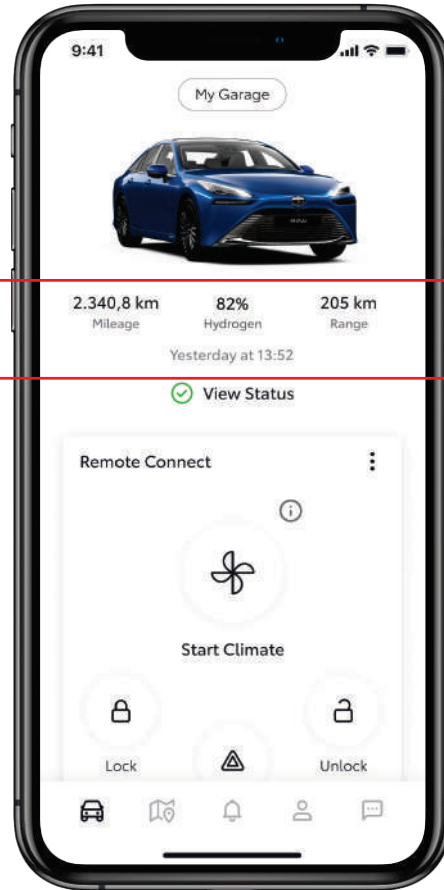 9:41
My Garage
2.340,8 km 82% 205 km
Mileage Hydrogen Range
Yesterday at 13:52
View Status
Remote Connect
Start Climate
Lock Unlock